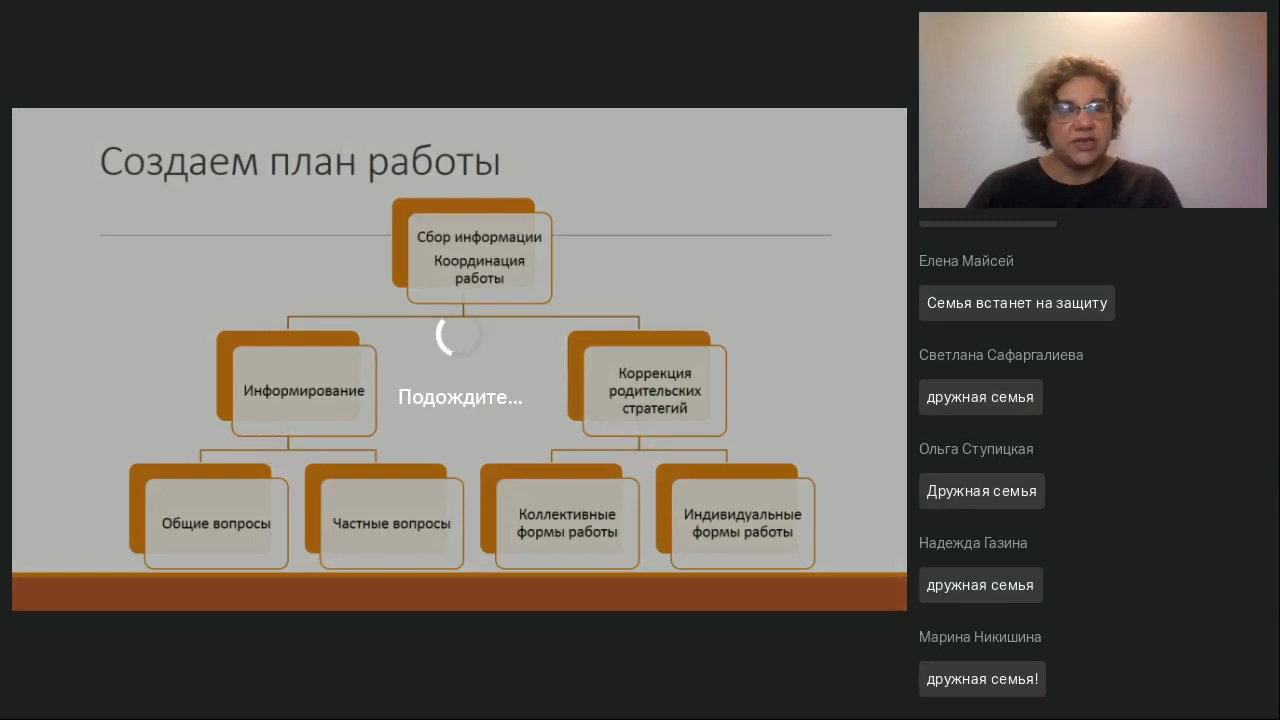 Создаем план работы
Сбор информации
Координация
работы
Информирование
Коррекция
родительских
стратегий
Подождите...
Общие вопросы
Частные вопросы
Коллективные
формы работы
Индивидуальные
формы работы
Елена Майсей
Семья встанет на защиту
Светлана Сафаргалиева
дружная семья
Ольга Ступицкая
Дружная семья
Надежда Газина
дружная семья
Марина Никишина
дружная семья!